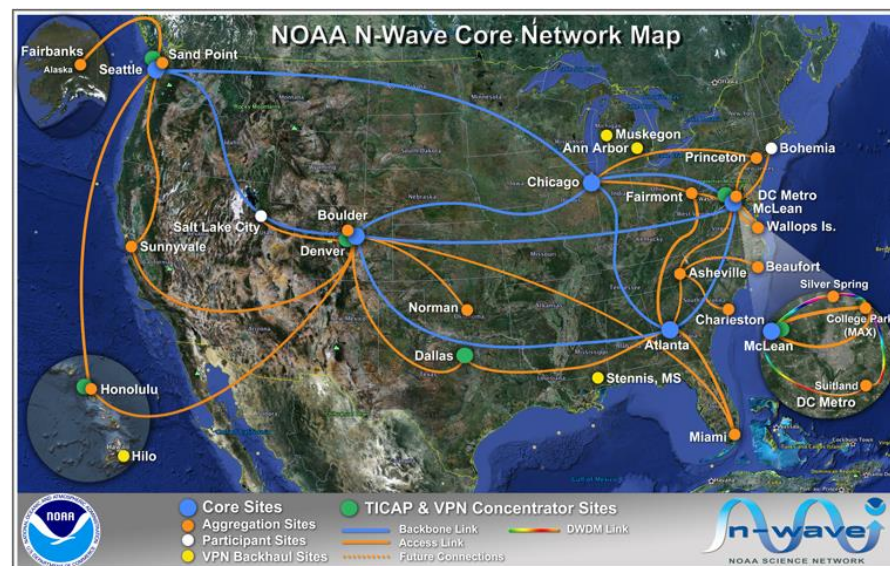 NOAA N-Wave Core Network Map
Fairbanks
Alaska
Sand Point
Seattle
Muskegon
Ann Arbor
Princeton
Bohemia
Chicago
Fairmont
DC Metro
McLean
Salt Lake City
Boulder
Denver
Sunnyvale
Wallops Is.
Asheville
Beaufort
Silver Spring
Norman
Charleston
College Park
(MAX)
McLean
Atlanta
Dallas
Honolulu
Stennis, MS
Suitland
DC Metro
Miami
Hilo
Core Sites
Aggregation Sites
Participant Sites
VPN Backhaul Sites
TICAP & VPN Concentrator Sites
Backbone Link
Access Link
Future Connections
DWDM Link
NOAA
n-wave
NOAA SCIENCE NETWORK